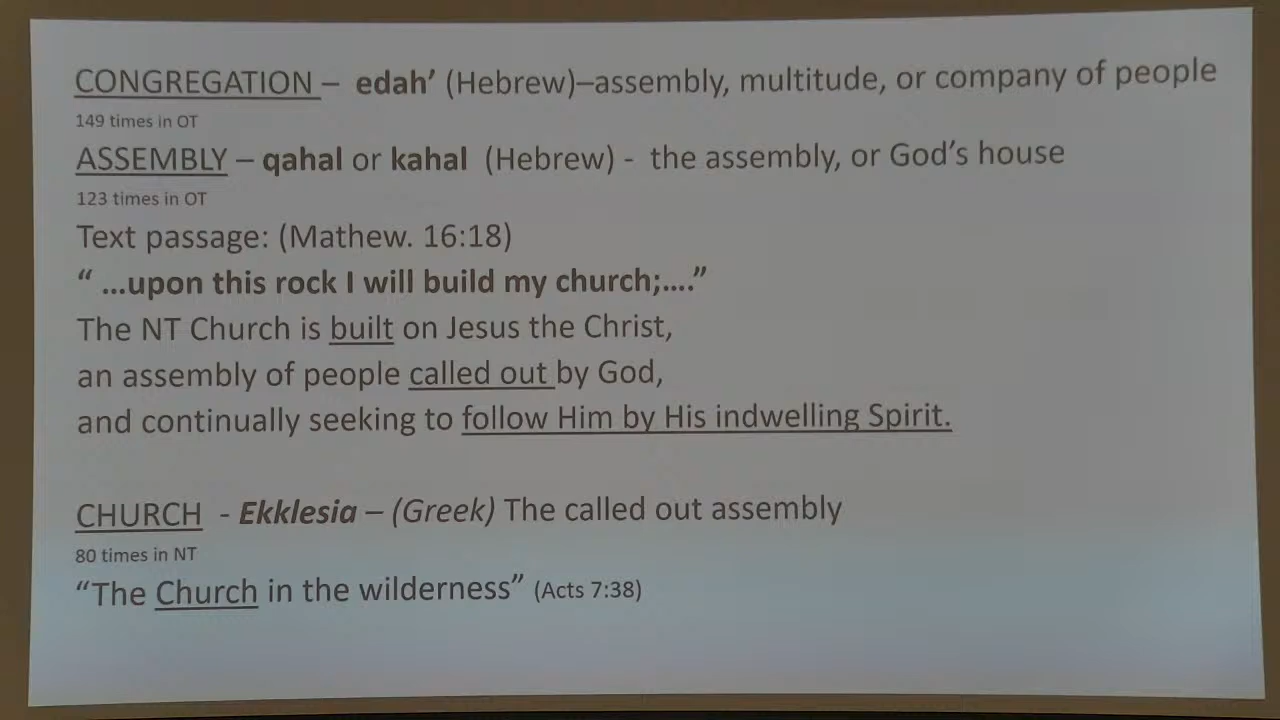 CONGREGATION – edah’ (Hebrew)–assembly, multitude, or company of people
149 times in OT
ASSEMBLY – qahal or kahal (Hebrew) - the assembly, or God’s house
123 times in OT
Text passage: (Mathew. 16:18)
“ ...upon this rock I will build my church;....”
The NT Church is built on Jesus the Christ,
an assembly of people called out by God,
and continually seeking to follow Him by His indwelling Spirit.
CHURCH - Ekklesia – (Greek) The called out assembly
80 times in NT
“The Church in the wilderness” (Acts 7:38)